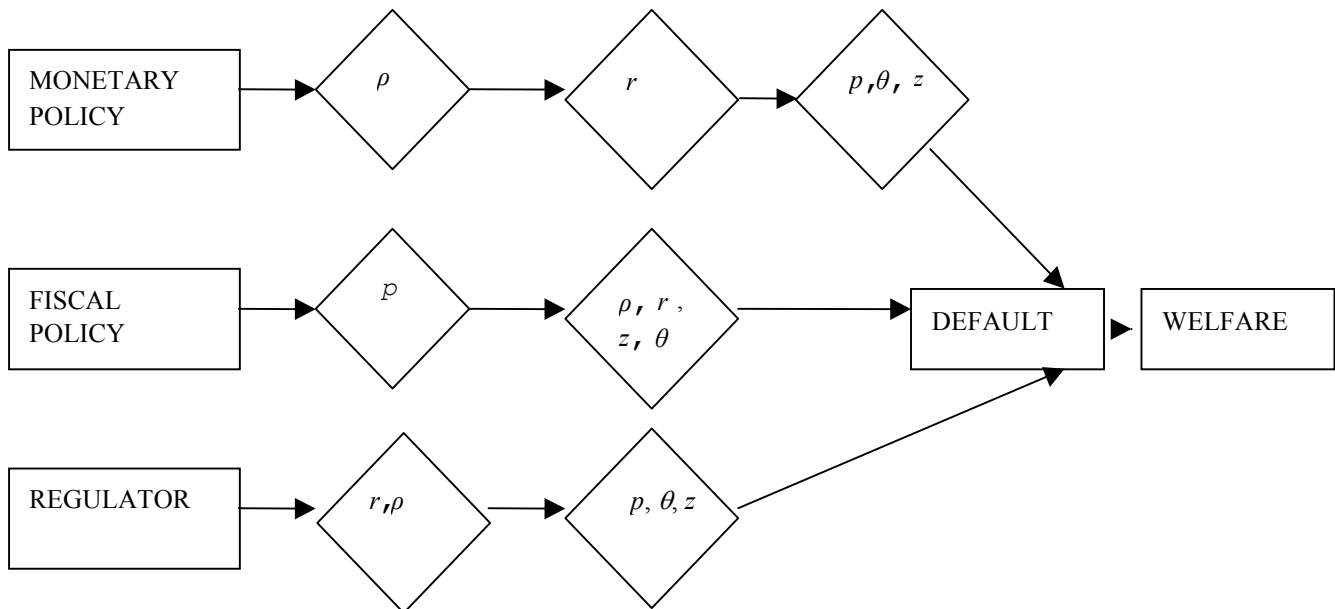 MONETARY
POLICY
ρ
r
p,θ, z
FISCAL
POLICY
p
ρ, r ,
z, θ
DEFAULT
WELFARE
REGULATOR
r,ρ
p, θ, z